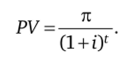 PV = π / (1 + i)^t.